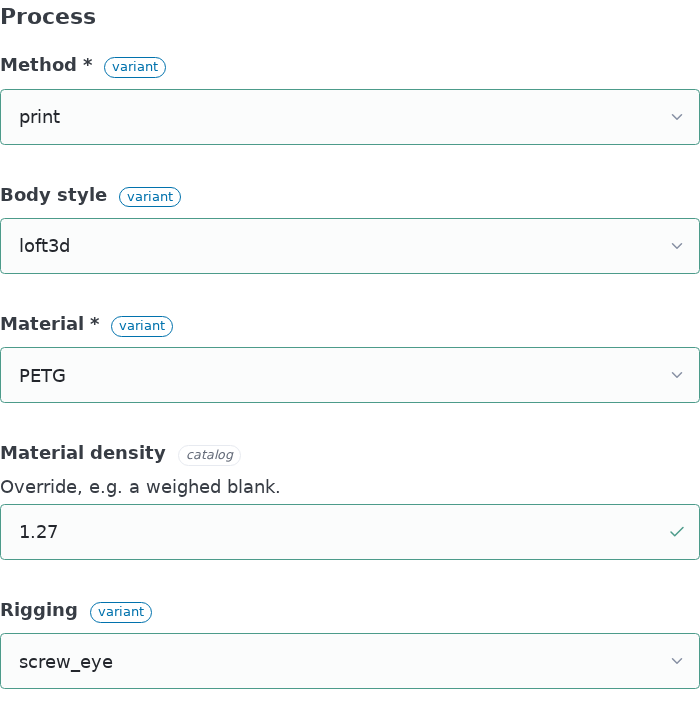 Process
Method * variant
print
Body style variant
loft3d
Material * variant
PETG
Material density catalog
Override, e.g. a weighed blank.
1.27
Rigging variant
screw_eye